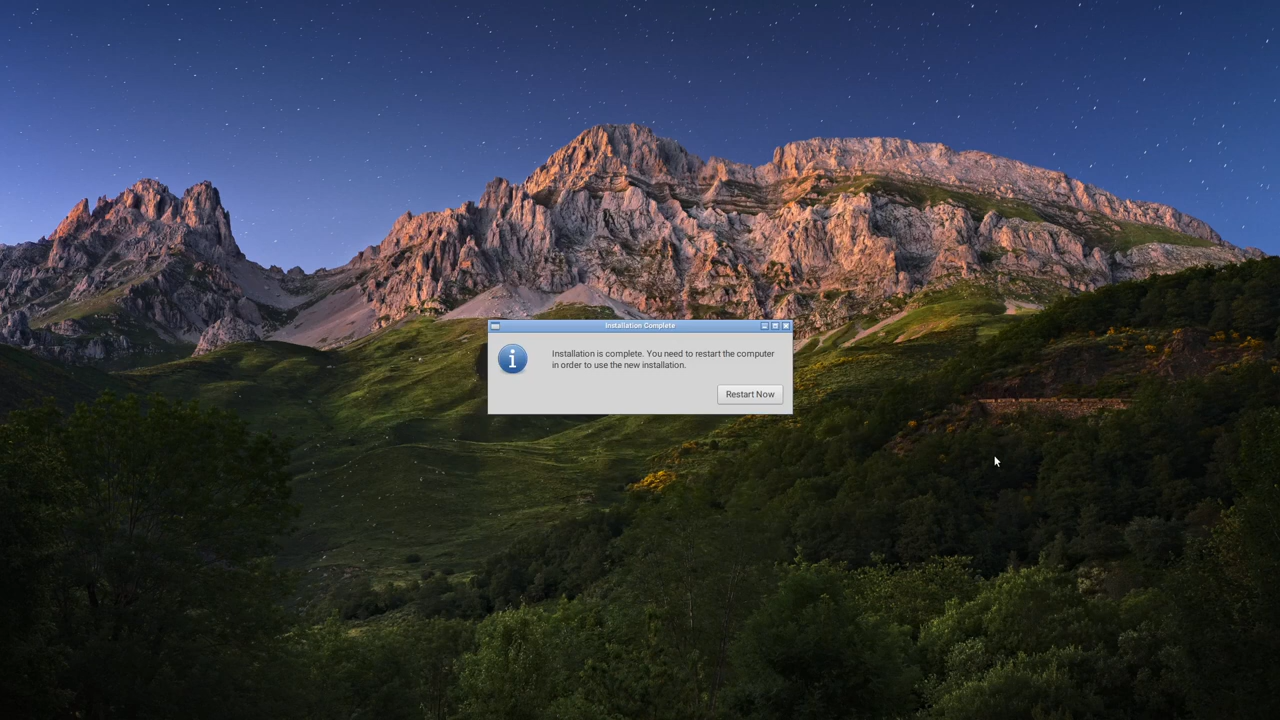 Installation Complete
Installation is complete. You need to restart the computer
in order to use the new installation.
Restart Now